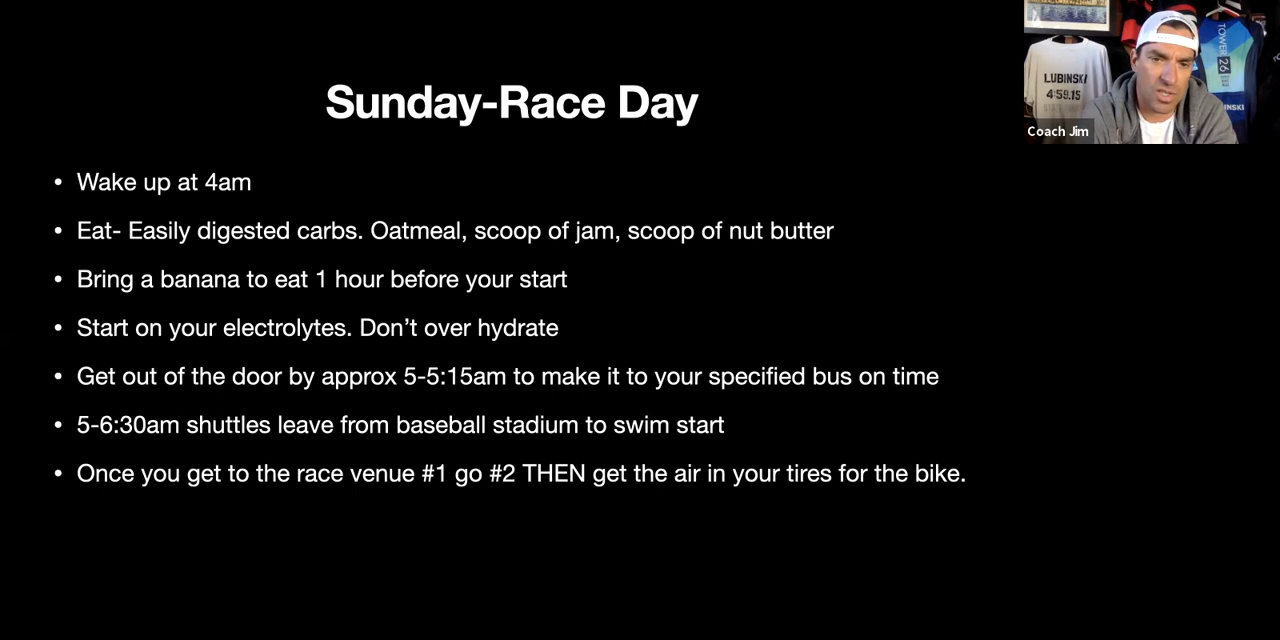 Sunday-Race Day
• Wake up at 4am
• Eat- Easily digested carbs. Oatmeal, scoop of jam, scoop of nut butter
• Bring a banana to eat 1 hour before your start
• Start on your electrolytes. Don’t over hydrate
• Get out of the door by approx 5-5:15am to make it to your specified bus on time
• 5-6:30am shuttles leave from baseball stadium to swim start
• Once you get to the race venue #1 go #2 THEN get the air in your tires for the bike.
LUBINSKI
4:59.15
TOWER
26
Coach Jim